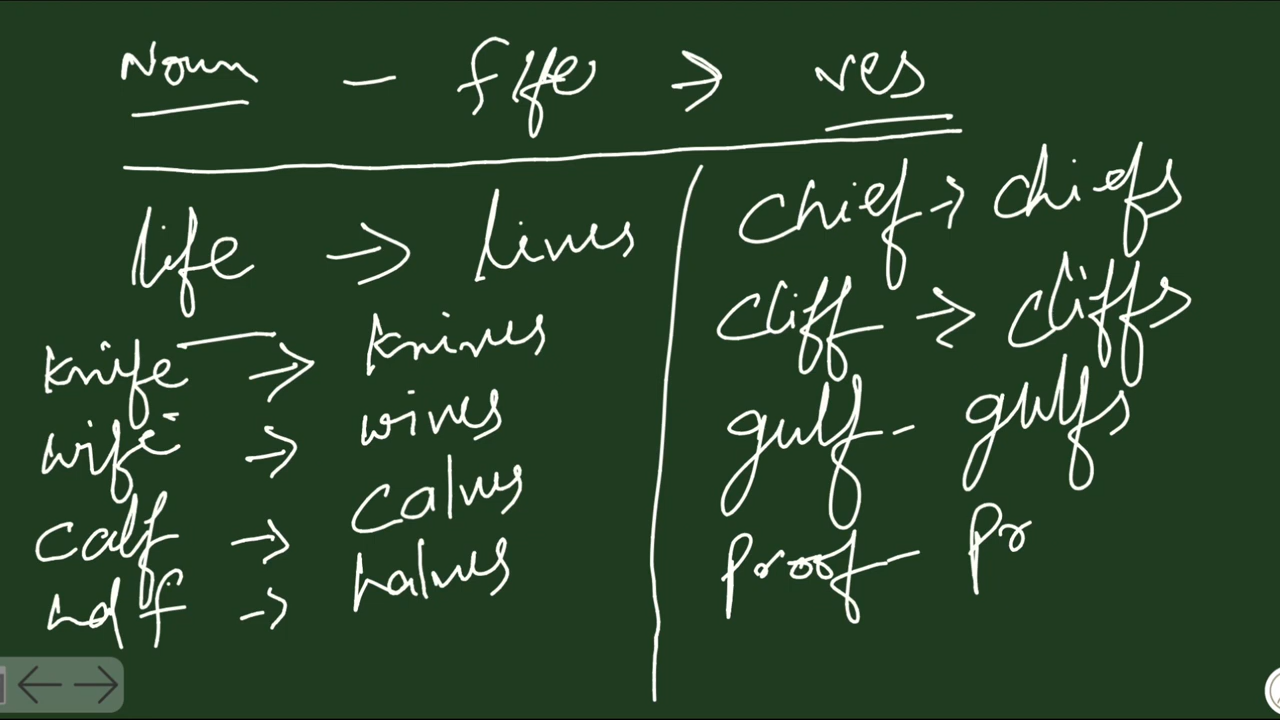 Noun - f/fe → ves
life → lives
knife → knives
wife → wives
calf → calves
half → halves
Chief → chiefs
cliff → cliffs
gulf - gulfs
Proof - Pr